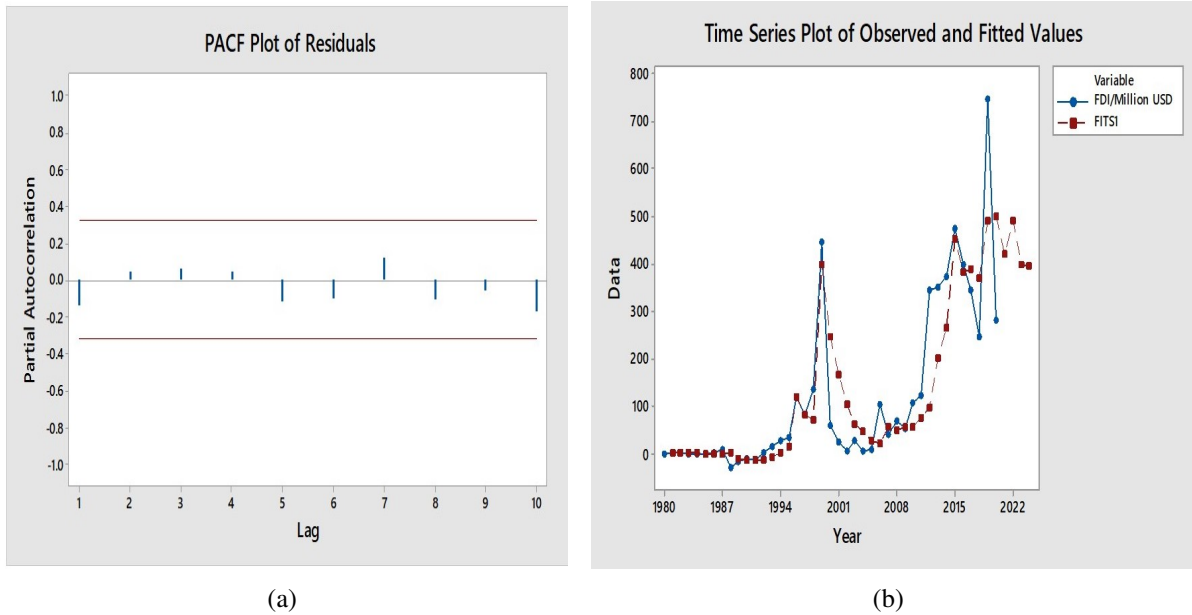 PACF Plot of Residuals
1.0
0.8
0.6
0.4
0.2
0.0
-0.2
-0.4
-0.6
-0.8
-1.0
Partial Autocorrelation
1 2 3 4 5 6 7 8 9 10
Lag
(a)
Time Series Plot of Observed and Fitted Values
800
700
600
500
400
300
200
100
0
Data
1980 1987 1994 2001 2008 2015 2022
Year
Variable
FDI/Million USD
FITS1
(b)